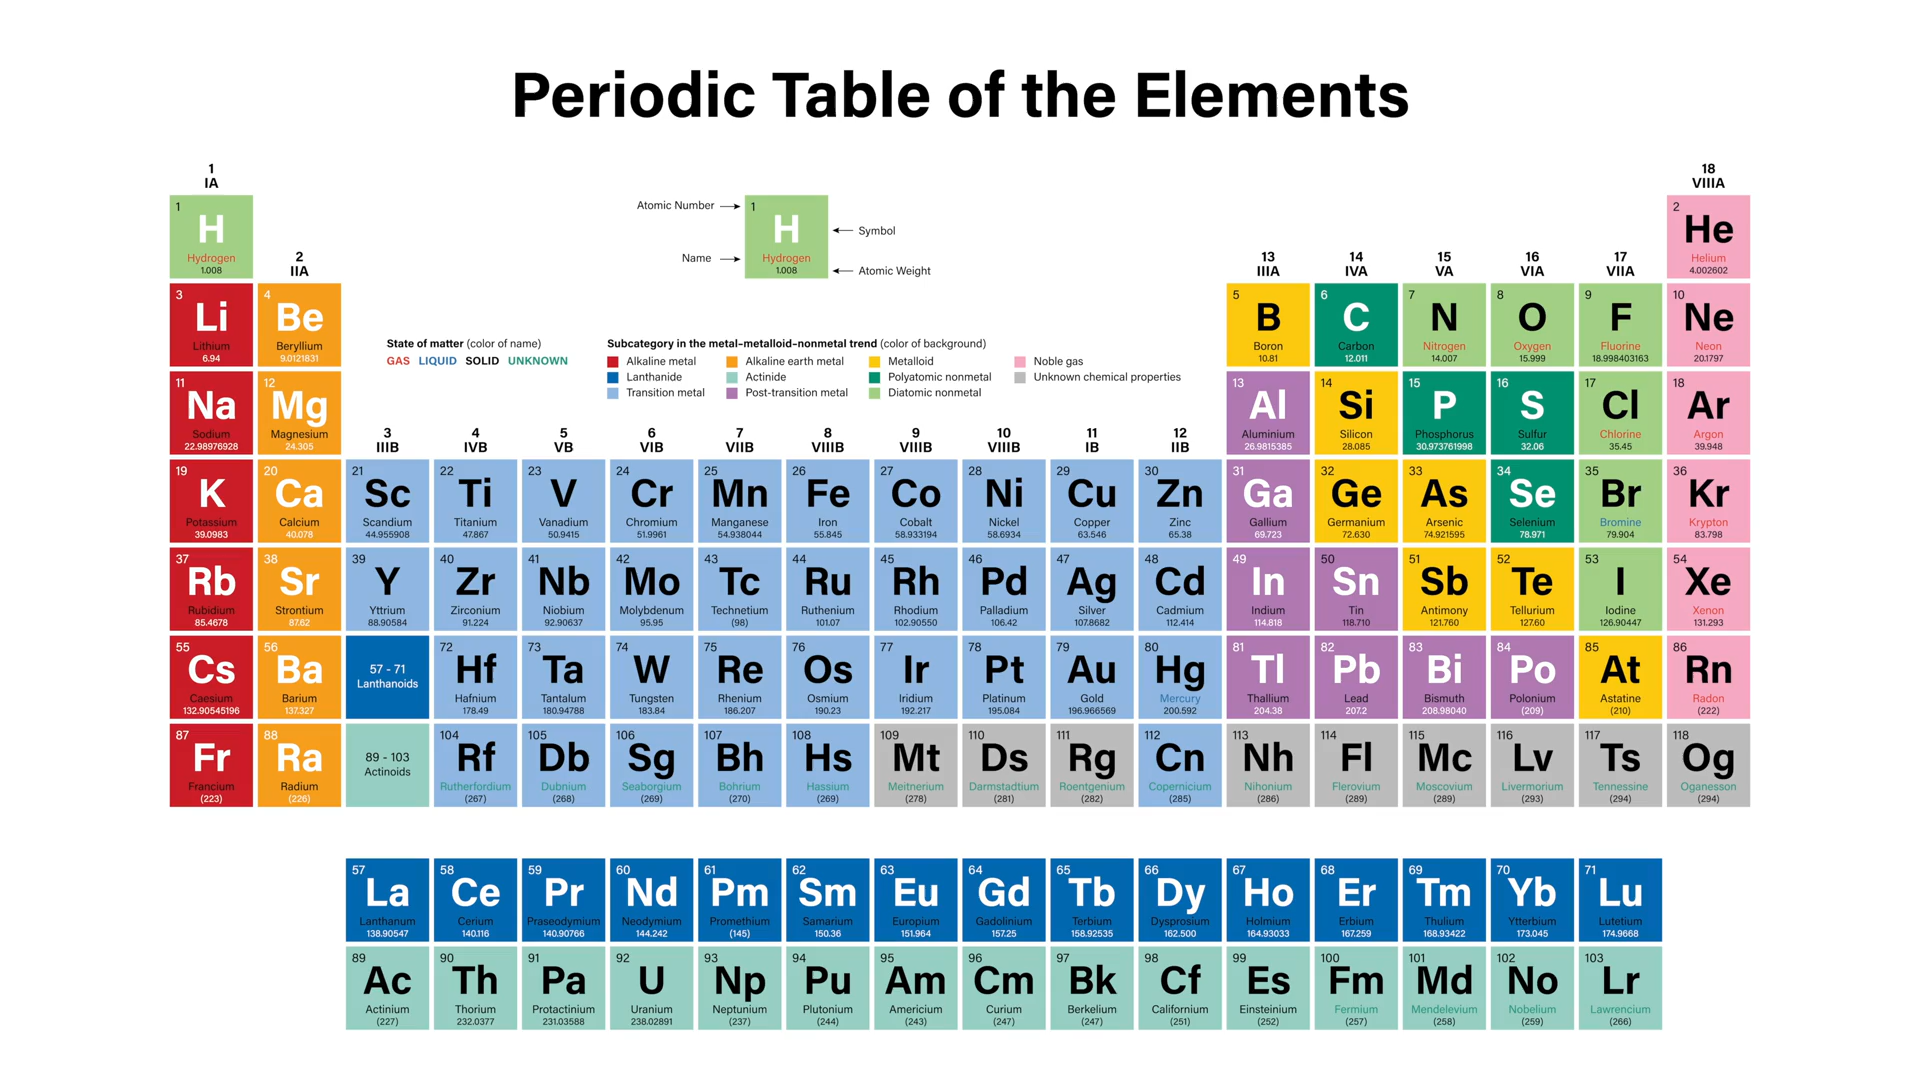 Periodic Table of the Elements
1
IA
18
VIIIA
1
H
Hydrogen
1.008
Atomic Number
Name
1
H
Hydrogen
1.008
Symbol
Atomic Weight
2
He
Helium
4.002602
2
IIA
13
IIIA
14
IVA
15
VA
16
VIA
17
VIIA
3
Li
Lithium
6.94
4
Be
Beryllium
9.0121831
State of matter (color of name)
GAS LIQUID SOLID UNKNOWN
Subcategory in the metal–metalloid–nonmetal trend (color of background)
Alkaline metal
Lanthanide
Transition metal
Alkaline earth metal
Actinide
Post-transition metal
Metalloid
Polyatomic nonmetal
Diatomic nonmetal
Noble gas
Unknown chemical properties
5
B
Boron
10.81
6
C
Carbon
12.011
7
N
Nitrogen
14.007
8
O
Oxygen
15.999
9
F
Fluorine
18.998403163
10
Ne
Neon
20.1797
11
Na
Sodium
22.98976928
12
Mg
Magnesium
24.305
13
Al
Aluminium
26.9815385
14
Si
Silicon
28.085
15
P
Phosphorus
30.973761998
16
S
Sulfur
32.06
17
Cl
Chlorine
35.45
18
Ar
Argon
39.948
3
IIIB
4
IVB
5
VB
6
VIB
7
VIIB
8
VIIIB
9
VIIIB
10
VIIIB
11
IB
12
IIB
19
K
Potassium
39.0983
20
Ca
Calcium
40.078
21
Sc
Scandium
44.955908
22
Ti
Titanium
47.867
23
V
Vanadium
50.9415
24
Cr
Chromium
51.9961
25
Mn
Manganese
54.938044
26
Fe
Iron
55.845
27
Co
Cobalt
58.933194
28
Ni
Nickel
58.6934
29
Cu
Copper
63.546
30
Zn
Zinc
65.38
31
Ga
Gallium
69.723
32
Ge
Germanium
72.630
33
As
Arsenic
74.921595
34
Se
Selenium
78.971
35
Br
Bromine
79.904
36
Kr
Krypton
83.798
37
Rb
Rubidium
85.4678
38
Sr
Strontium
87.62
39
Y
Yttrium
88.90584
40
Zr
Zirconium
91.224
41
Nb
Niobium
92.90637
42
Mo
Molybdenum
95.95
43
Tc
Technetium
(98)
44
Ru
Ruthenium
101.07
45
Rh
Rhodium
102.90550
46
Pd
Palladium
106.42
47
Ag
Silver
107.8682
48
Cd
Cadmium
112.414
49
In
Indium
114.818
50
Sn
Tin
118.710
51
Sb
Antimony
121.760
52
Te
Tellurium
127.60
53
I
Iodine
126.90447
54
Xe
Xenon
131.293
55
Cs
Caesium
132.90545196
56
Ba
Barium
137.327
57 - 71
Lanthanoids
72
Hf
Hafnium
178.49
73
Ta
Tantalum
180.94788
74
W
Tungsten
183.84
75
Re
Rhenium
186.207
76
Os
Osmium
190.23
77
Ir
Iridium
192.217
78
Pt
Platinum
195.084
79
Au
Gold
196.966569
80
Hg
Mercury
200.592
81
Tl
Thallium
204.38
82
Pb
Lead
207.2
83
Bi
Bismuth
208.98040
84
Po
Polonium
(209)
85
At
Astatine
(210)
86
Rn
Radon
(222)
87
Fr
Francium
(223)
88
Ra
Radium
(226)
89 - 103
Actinoids
104
Rf
Rutherfordium
(267)
105
Db
Dubnium
(268)
106
Sg
Seaborgium
(269)
107
Bh
Bohrium
(270)
108
Hs
Hassium
(269)
109
Mt
Meitnerium
(278)
110
Ds
Darmstadtium
(281)
111
Rg
Roentgenium
(282)
112
Cn
Copernicium
(285)
113
Nh
Nihonium
(286)
114
Fl
Flerovium
(289)
115
Mc
Moscovium
(289)
116
Lv
Livermorium
(293)
117
Ts
Tennessine
(294)
118
Og
Oganesson
(294)
57
La
Lanthanum
138.90547
58
Ce
Cerium
140.116
59
Pr
Praseodymium
140.90766
60
Nd
Neodymium
144.242
61
Pm
Promethium
(145)
62
Sm
Samarium
150.36
63
Eu
Europium
151.964
64
Gd
Gadolinium
157.25
65
Tb
Terbium
158.92535
66
Dy
Dysprosium
162.500
67
Ho
Holmium
164.93033
68
Er
Erbium
167.259
69
Tm
Thulium
168.93422
70
Yb
Ytterbium
173.045
71
Lu
Lutetium
174.9668
89
Ac
Actinium
(227)
90
Th
Thorium
232.0377
91
Pa
Protactinium
231.03588
92
U
Uranium
238.02891
93
Np
Neptunium
(237)
94
Pu
Plutonium
(244)
95
Am
Americium
(243)
96
Cm
Curium
(247)
97
Bk
Berkelium
(247)
98
Cf
Californium
(251)
99
Es
Einsteinium
(252)
100
Fm
Fermium
(257)
101
Md
Mendelevium
(258)
102
No
Nobelium
(259)
103
Lr
Lawrencium
(266)